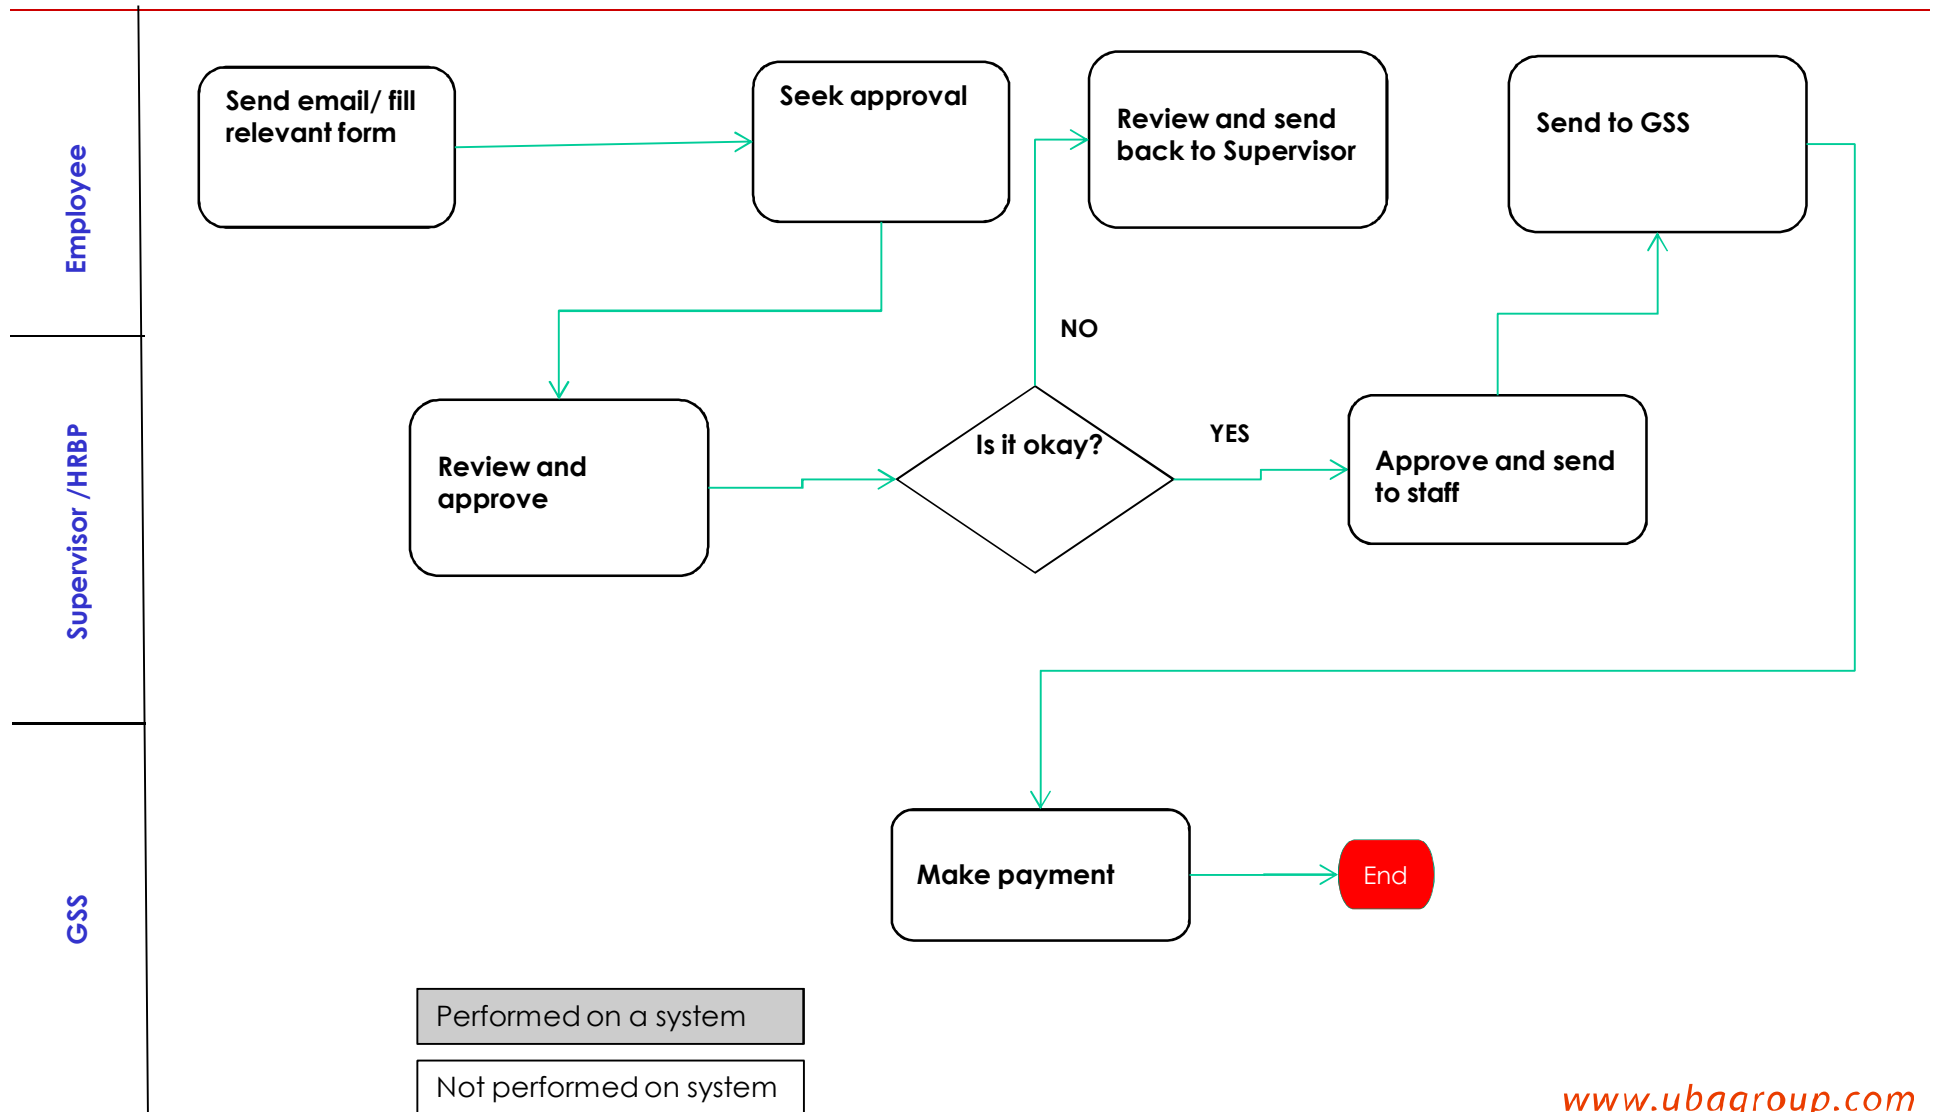 Send email/ fill
relevant form
Seek approval
Review and send
back to Supervisor
Send to GSS
Employee
NO
Supervisor /HRBP
Review and
approve
Is it okay?
YES
Approve and send
to staff
GSS
Make payment
End
Performed on a system
Not performed on system
www.ubagroup.com